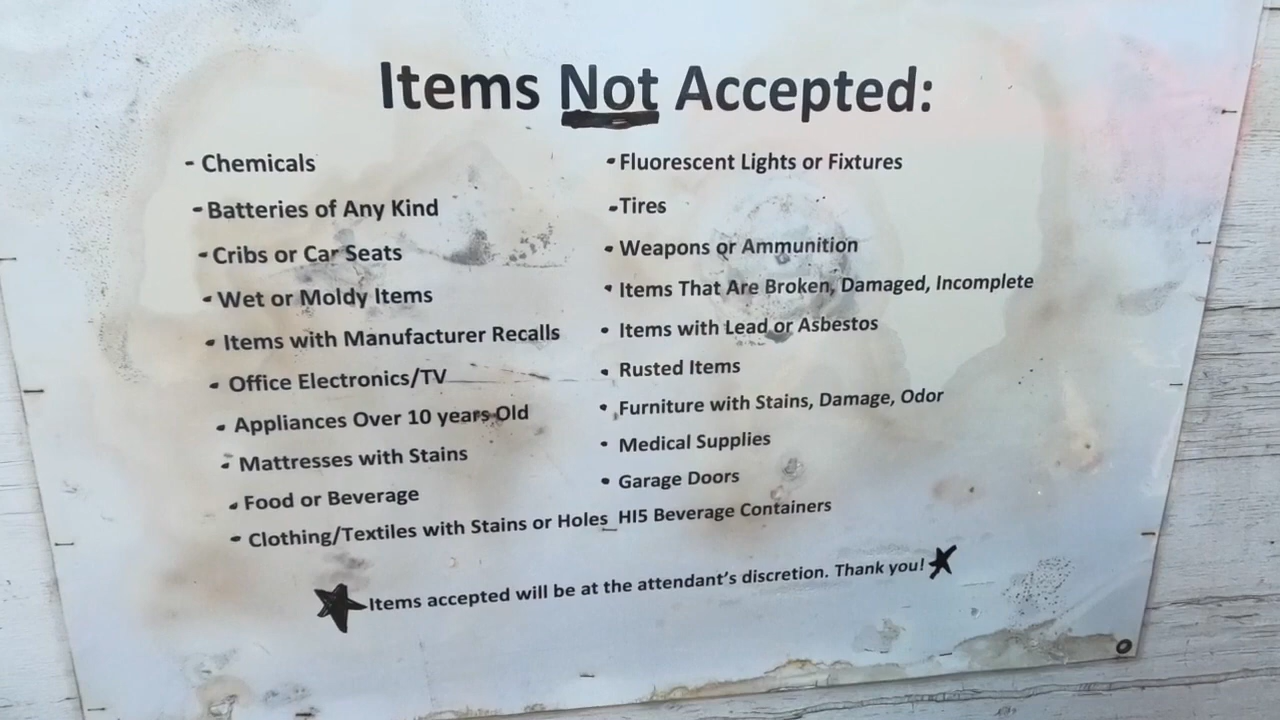 Items Not Accepted:
- Chemicals
- Batteries of Any Kind
- Cribs or Car Seats
- Wet or Moldy Items
- Items with Manufacturer Recalls
- Office Electronics/TV
- Appliances Over 10 years Old
- Mattresses with Stains
- Food or Beverage
- Clothing/Textiles with Stains or Holes
- Fluorescent Lights or Fixtures
- Tires
- Weapons or Ammunition
• Items That Are Broken, Damaged, Incomplete
• Items with Lead or Asbestos
• Rusted Items
• Furniture with Stains, Damage, Odor
• Medical Supplies
• Garage Doors
HI5 Beverage Containers
★Items accepted will be at the attendant's discretion. Thank you!★